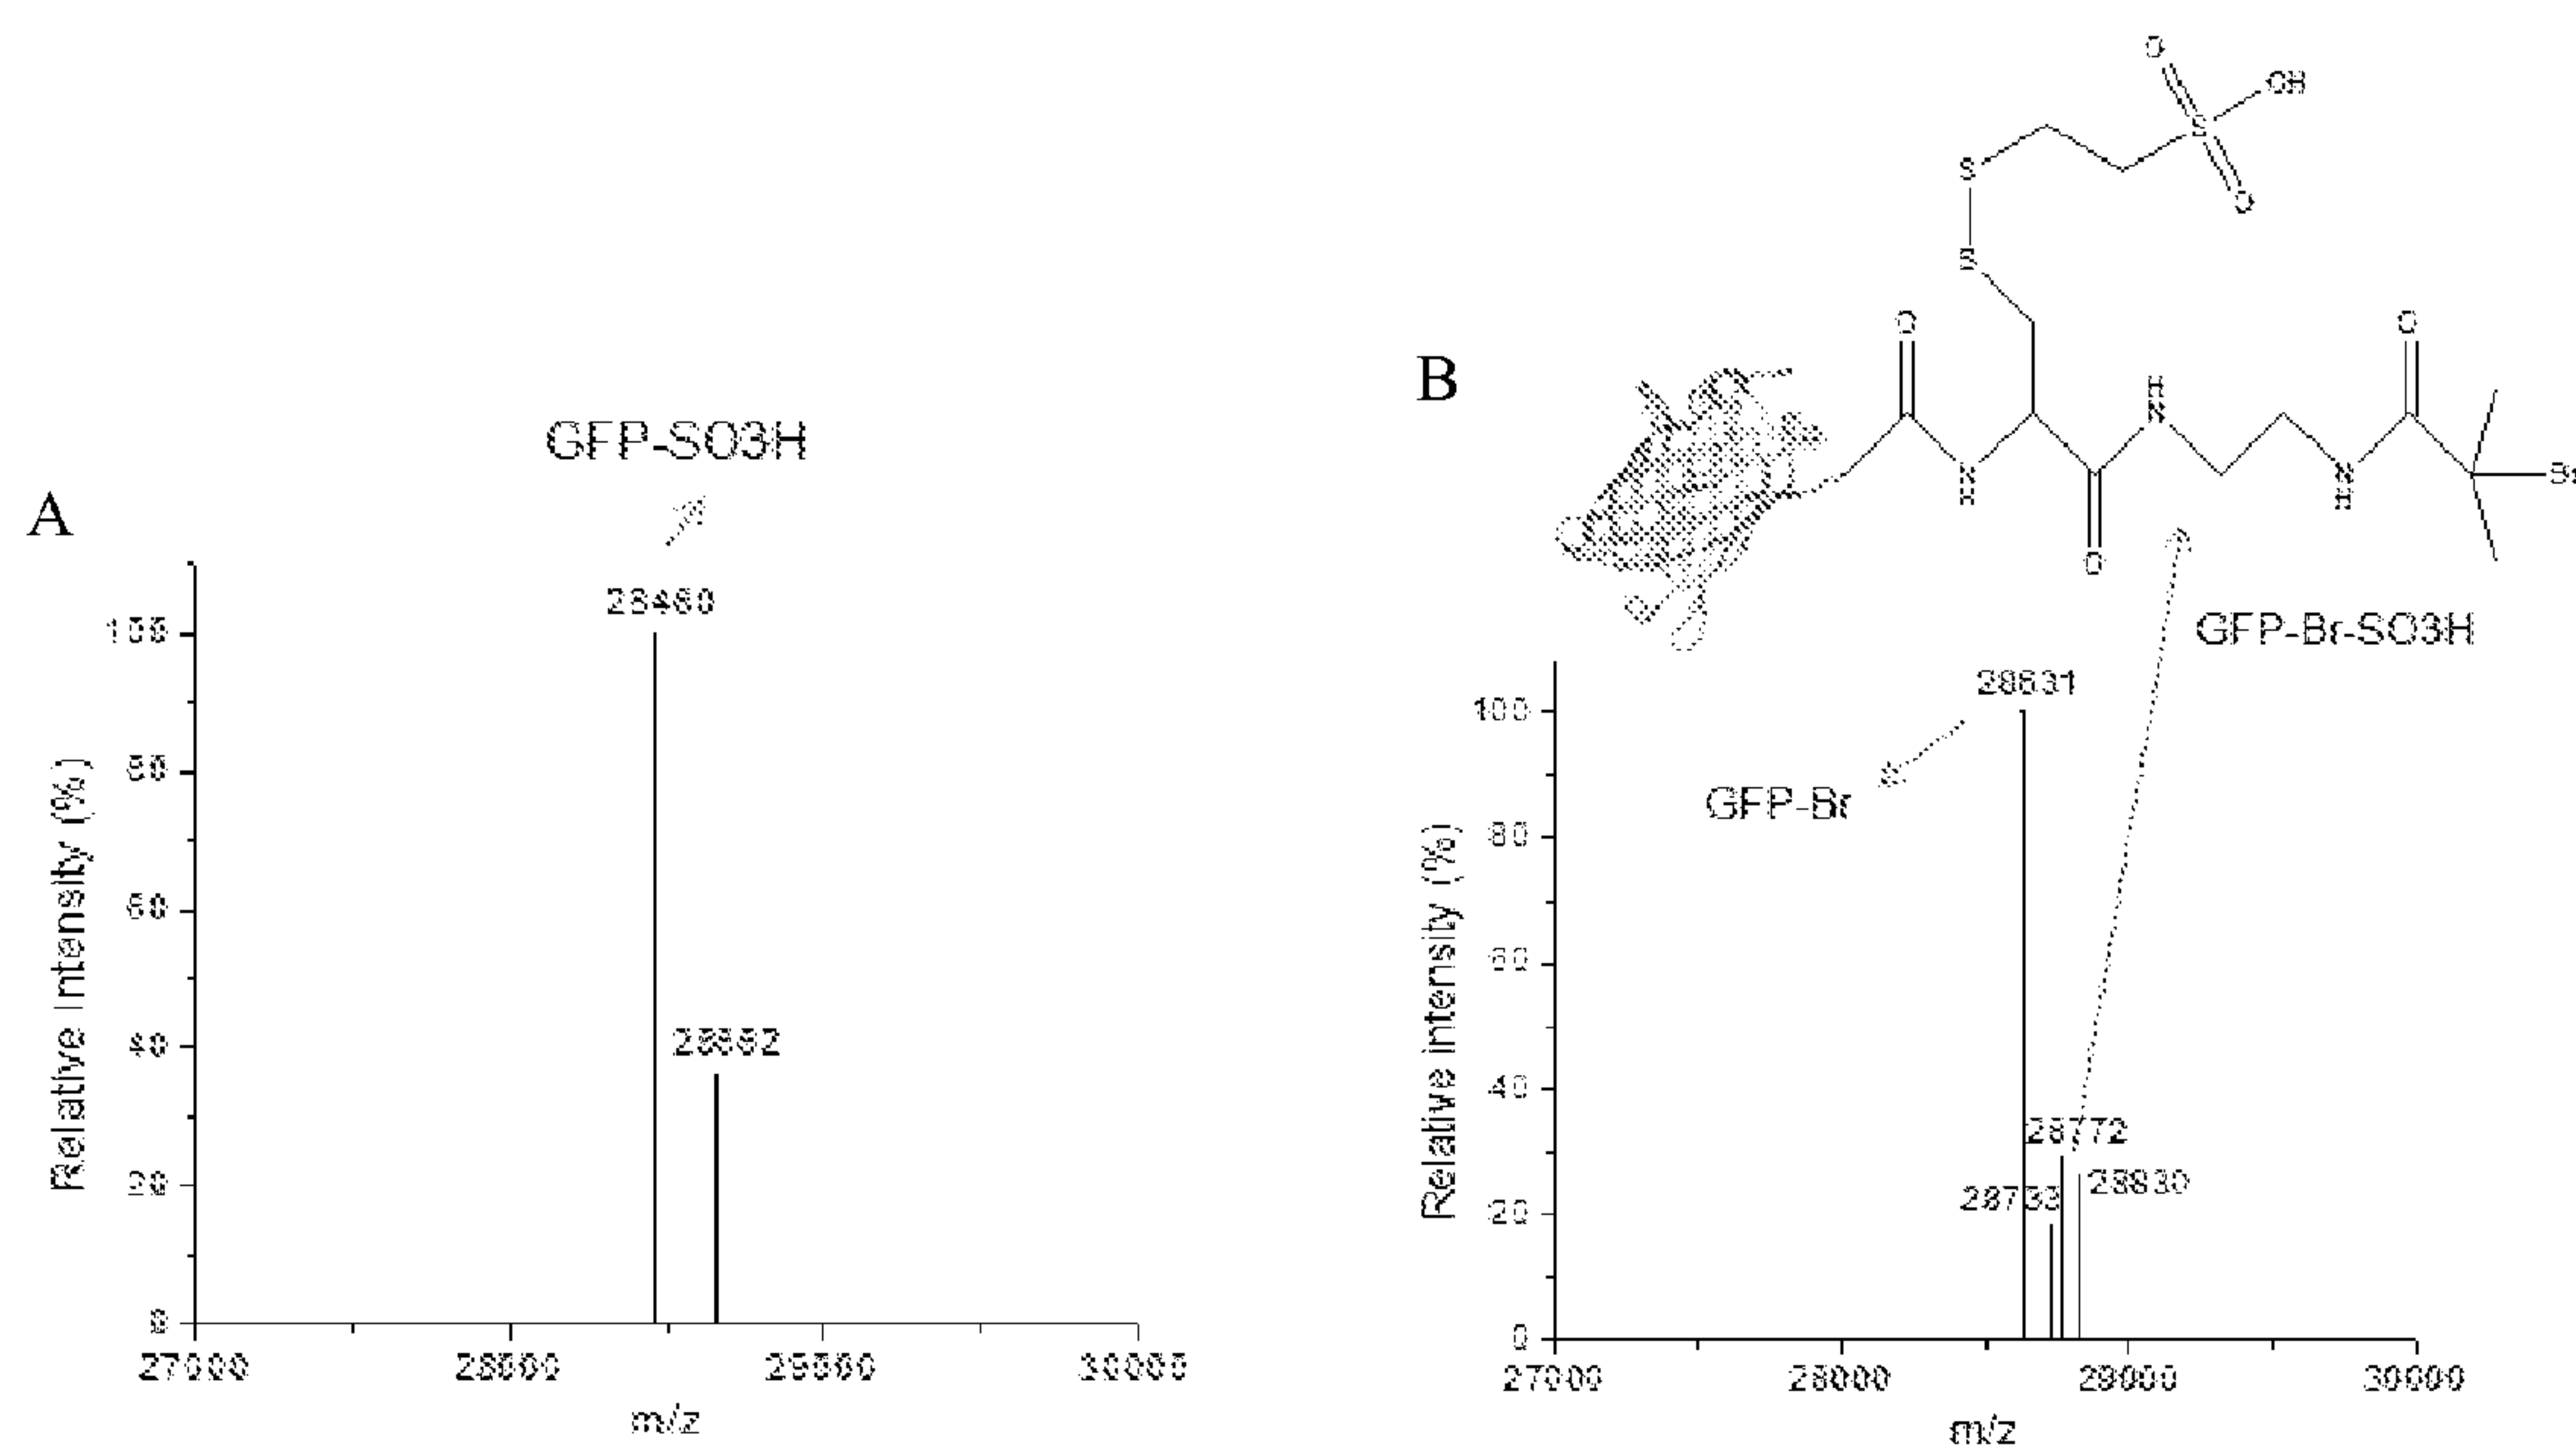 A
GFP-SO3H
28460
100
80
60
40
20
0
Relative Intensity (%)
27000
28000
29000
30000
m/z
B
O
OH
S
O
S
S
O
O
H
N
N
H
O
N
H
Br
GFP-Br-SO3H
28631
GFP-Br
28772
28733
28830
100
80
60
40
20
0
Relative intensity (%)
27000
28000
29000
30000
m/z